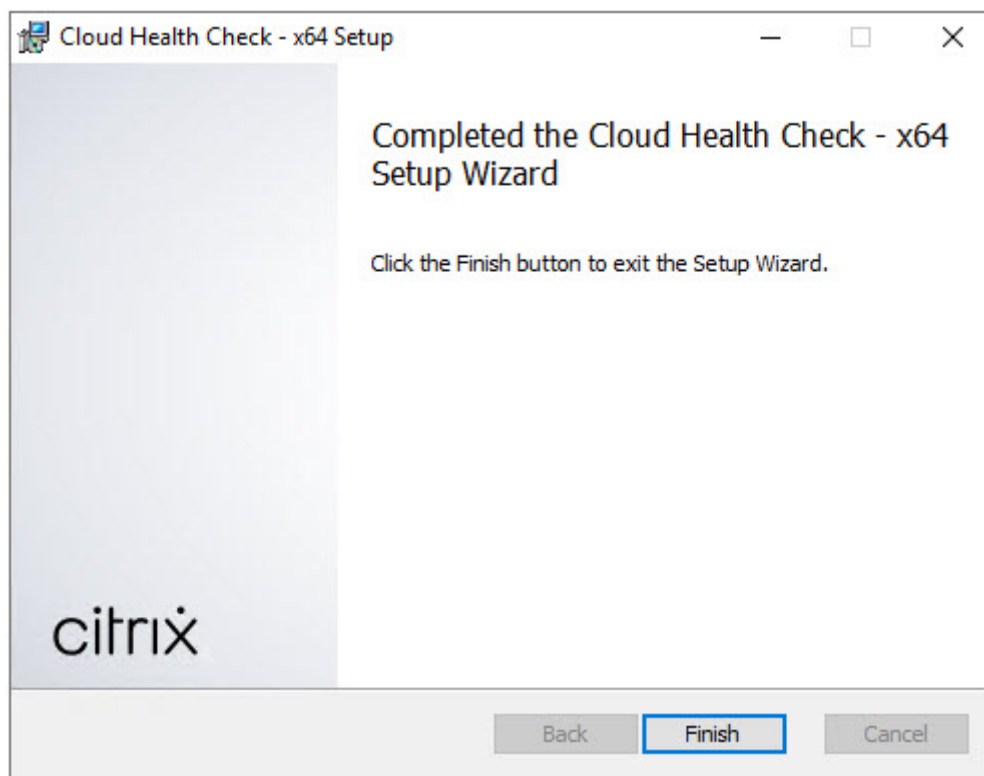 Cloud Health Check - x64 Setup
Completed the Cloud Health Check - x64
Setup Wizard
Click the Finish button to exit the Setup Wizard.
citrix
Back Finish Cancel